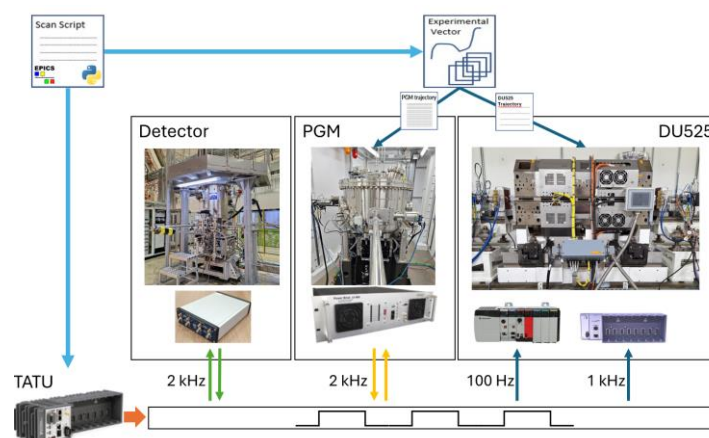 Scan Script
EPICS
Experimental
Vector
PGM trajectory
DU525
Trajectory
Detector
PGM
DU525
TATU
2 kHz
2 kHz
100 Hz
1 kHz